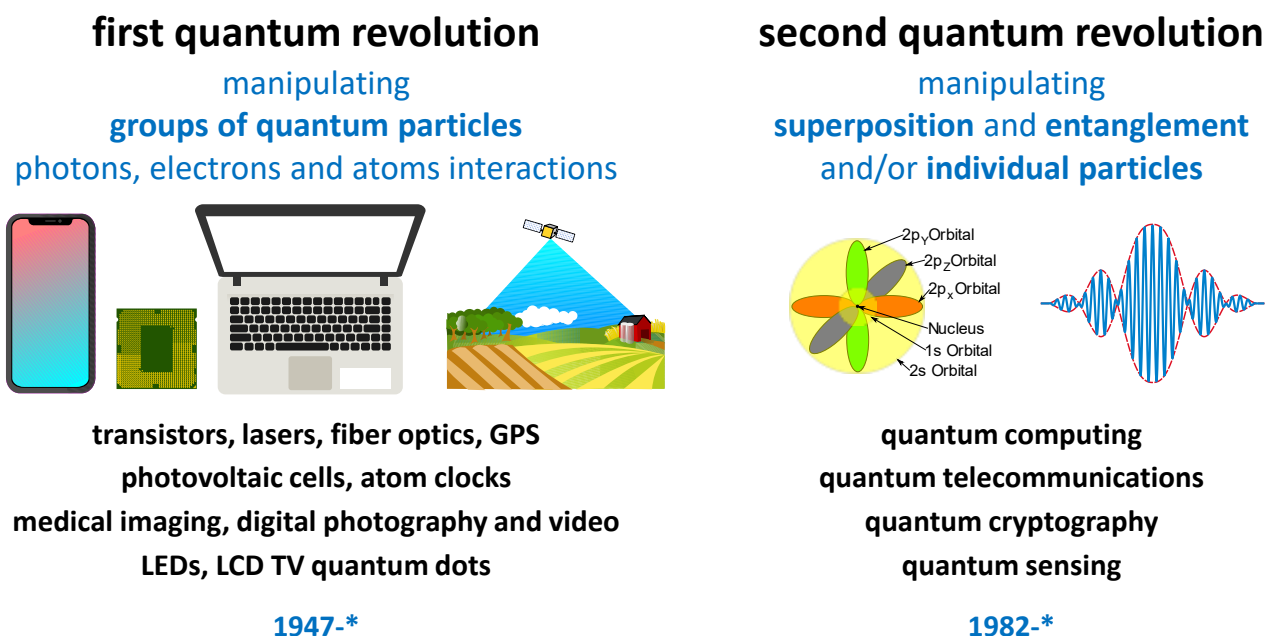 first quantum revolution
manipulating
groups of quantum particles
photons, electrons and atoms interactions
transistors, lasers, fiber optics, GPS
photovoltaic cells, atom clocks
medical imaging, digital photography and video
LEDs, LCD TV quantum dots
1947-*
second quantum revolution
manipulating
superposition and entanglement
and/or individual particles
2pYOrbital
2pZOrbital
2pxOrbital
Nucleus
1s Orbital
2s Orbital
quantum computing
quantum telecommunications
quantum cryptography
quantum sensing
1982-*